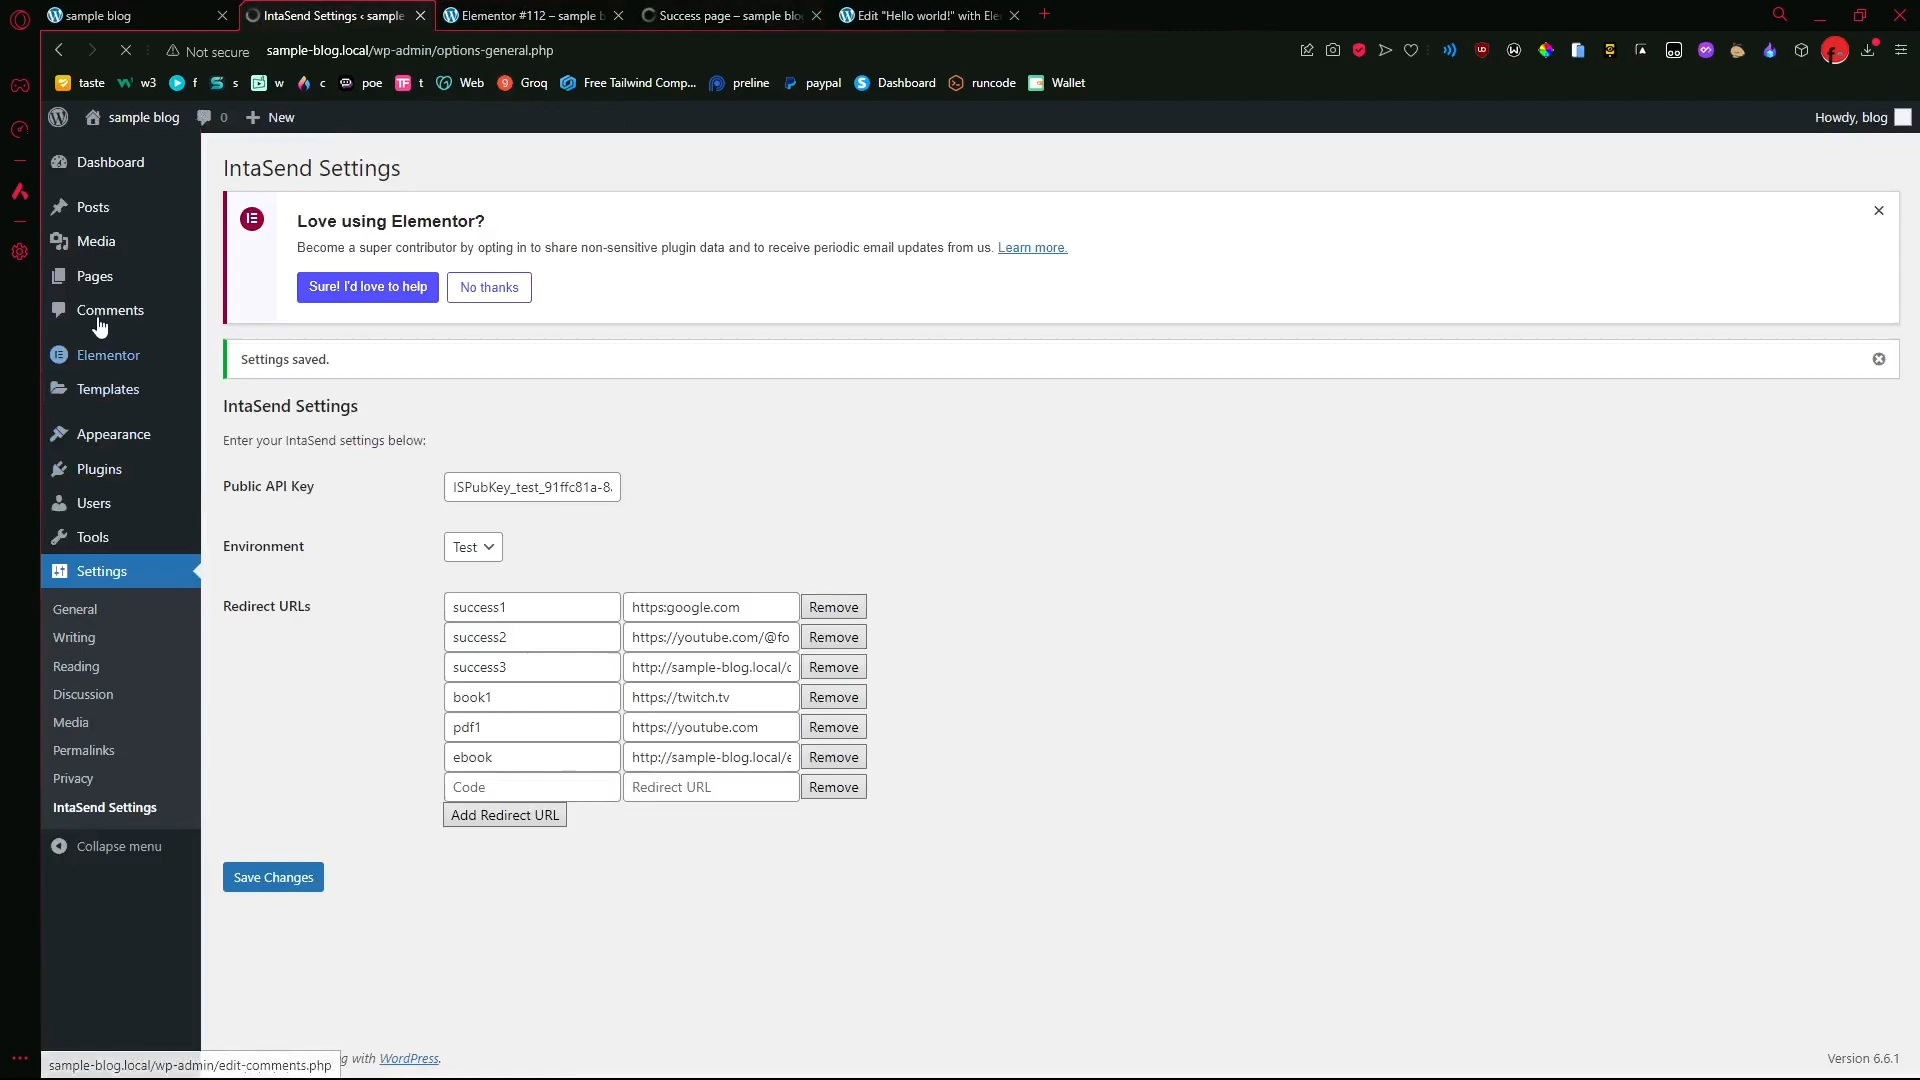 sample blog
IntaSend Settings ‹ sample
Elementor #112 – sample b
Success page – sample blo
Edit "Hello world!" with Ele
Not secure
sample-blog.local/wp-admin/options-general.php
taste
w3
f
s
w
c
poe
t
Web
Groq
Free Tailwind Comp...
preline
paypal
Dashboard
runcode
Wallet
sample blog
0
New
Howdy, blog
Dashboard
Posts
Media
Pages
Comments
Elementor
Templates
Appearance
Plugins
Users
Tools
Settings
General
Writing
Reading
Discussion
Media
Permalinks
Privacy
IntaSend Settings
Collapse menu
IntaSend Settings
Love using Elementor?
Become a super contributor by opting in to share non-sensitive plugin data and to receive periodic email updates from us. Learn more.
Sure! I'd love to help
No thanks
Settings saved.
IntaSend Settings
Enter your IntaSend settings below:
Public API Key
ISPubKey_test_91ffc81a-8
Environment
Test
Redirect URLs
success1 https:google.com Remove
success2 https://youtube.com/@fo Remove
success3 http://sample-blog.local/c Remove
book1 https://twitch.tv Remove
pdf1 https://youtube.com Remove
ebook http://sample-blog.local/e Remove
Code Redirect URL Remove
Add Redirect URL
Save Changes
g with WordPress.
Version 6.6.1
sample-blog.local/wp-admin/edit-comments.php